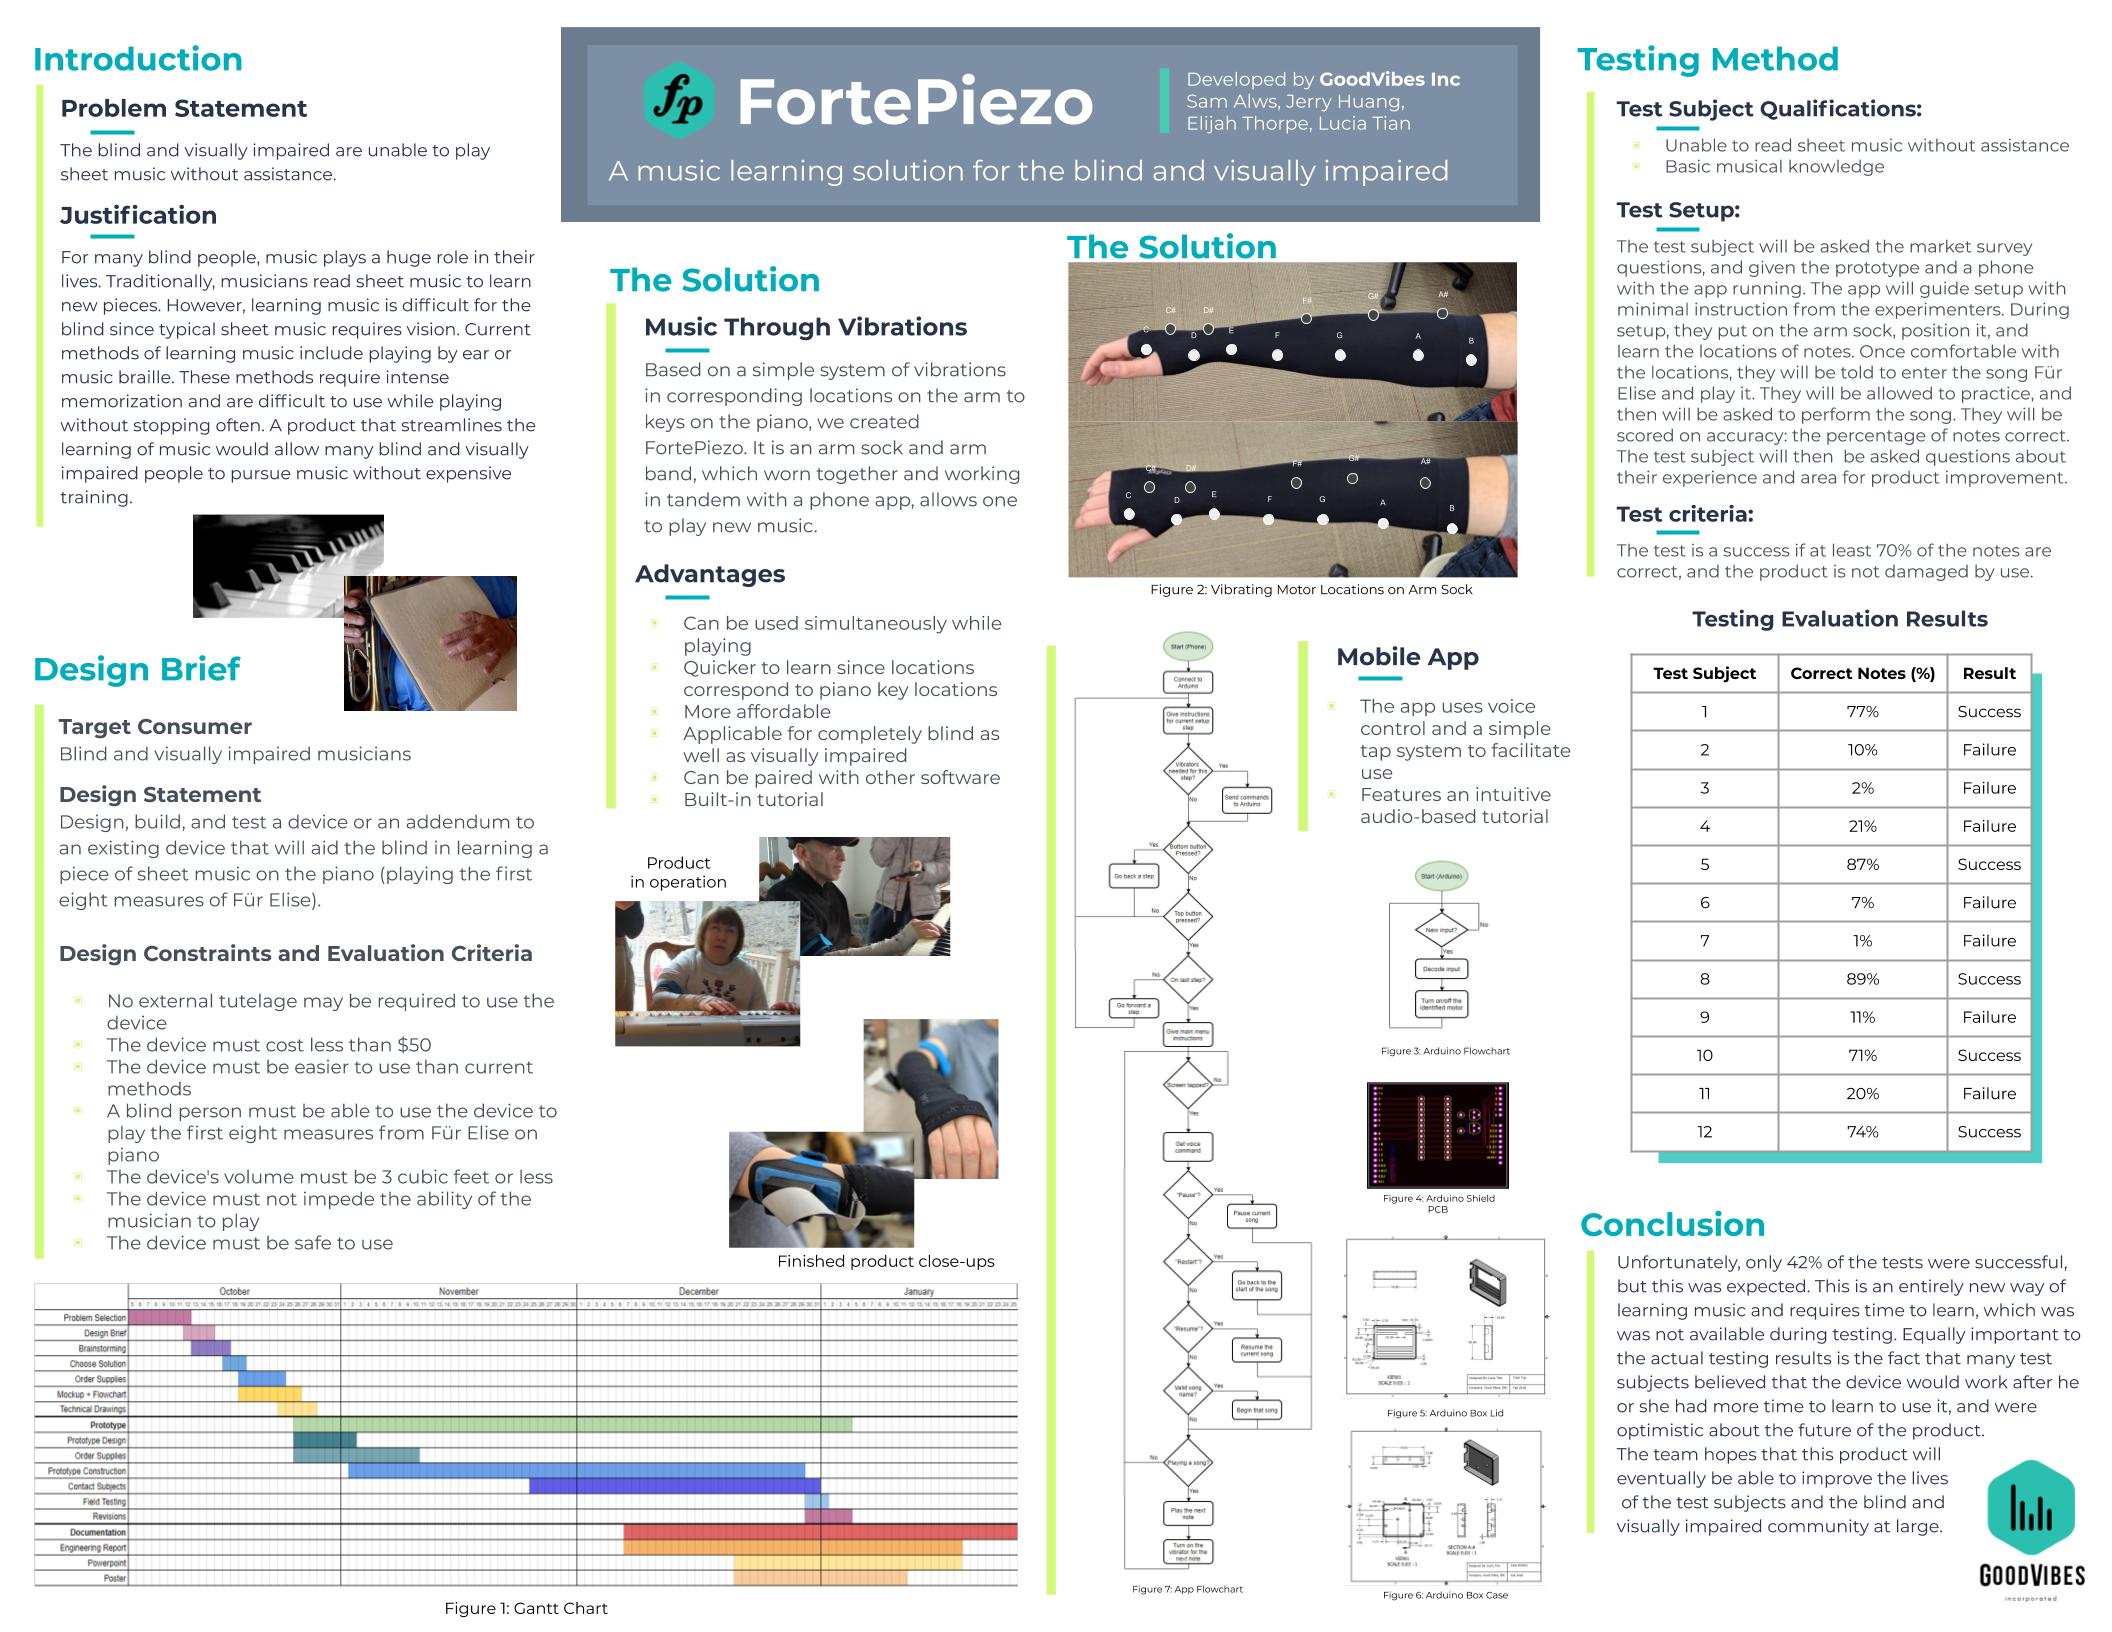 Introduction
Problem Statement
The blind and visually impaired are unable to play
sheet music without assistance.
Justification
For many blind people, music plays a huge role in their
lives. Traditionally, musicians read sheet music to learn
new pieces. However, learning music is difficult for the
blind since typical sheet music requires vision. Current
methods of learning music include playing by ear or
music braille. These methods require intense
memorization and are difficult to use while playing
without stopping often. A product that streamlines the
learning of music would allow many blind and visually
impaired people to pursue music without expensive
training.
Design Brief
Target Consumer
Blind and visually impaired musicians
Design Statement
Design, build, and test a device or an addendum to
an existing device that will aid the blind in learning a
piece of sheet music on the piano (playing the first
eight measures of Für Elise).
Design Constraints and Evaluation Criteria
No external tutelage may be required to use the
device
The device must cost less than $50
The device must be easier to use than current
methods
A blind person must be able to use the device to
play the first eight measures from Für Elise on
piano
The device's volume must be 3 cubic feet or less
The device must not impede the ability of the
musician to play
The device must be safe to use
October November December January
Problem Selection
Design Brief
Brainstorming
Choose Solution
Order Supplies
Mockup + Flowchart
Technical Drawings
Prototype
Prototype Design
Order Supplies
Prototype Construction
Contact Subjects
Field Testing
Revisions
Documentation
Engineering Report
Powerpoint
Poster
Figure 1: Gantt Chart
fp
FortePiezo
Developed by GoodVibes Inc
Sam Alws, Jerry Huang,
Elijah Thorpe, Lucia Tian
A music learning solution for the blind and visually impaired
The Solution
Music Through Vibrations
Based on a simple system of vibrations
in corresponding locations on the arm to
keys on the piano, we created
FortePiezo. It is an arm sock and arm
band, which worn together and working
in tandem with a phone app, allows one
to play new music.
Advantages
Can be used simultaneously while
playing
Quicker to learn since locations
correspond to piano key locations
More affordable
Applicable for completely blind as
well as visually impaired
Can be paired with other software
Built-in tutorial
Product
in operation
Finished product close-ups
The Solution
C# D# F# G# A#
C D E F G A B
C# D# F# G# A#
C D E F G A B
Figure 2: Vibrating Motor Locations on Arm Sock
Start (Phone)
Connect to
Arduino
Give instructions
for current setup
step
Vibrators
needed for this
step?
Yes
No
Send commands
to Arduino
Bottom button
Pressed?
Yes
No
Go back a step
Top button
pressed?
No
Yes
On last step?
No
Yes
Go forward a
step
Give main menu
instructions
Screen tapped?
No
Yes
Get voice
command
"Pause"?
Yes
No
Pause current
song
"Restart"?
Yes
No
Go back to the
start of the song
"Resume"?
Yes
No
Resume the
current song
Valid song
name?
Yes
No
Begin that song
Playing a song?
No
Yes
Play the next
note
Turn on the
vibrator for the
next note
Figure 7: App Flowchart
Mobile App
The app uses voice
control and a simple
tap system to facilitate
use
Features an intuitive
audio-based tutorial
Start (Arduino)
New input?
No
Yes
Decode input
Turn on/off the
identified motor
Figure 3: Arduino Flowchart
Figure 4: Arduino Shield
PCB
VIEW1
SCALE 0.03 : 1
Figure 5: Arduino Box Lid
VIEW1
SCALE 0.03 : 1
SECTION A-A
SCALE 0.03 : 1
Figure 6: Arduino Box Case
Testing Method
Test Subject Qualifications:
Unable to read sheet music without assistance
Basic musical knowledge
Test Setup:
The test subject will be asked the market survey
questions, and given the prototype and a phone
with the app running. The app will guide setup with
minimal instruction from the experimenters. During
setup, they put on the arm sock, position it, and
learn the locations of notes. Once comfortable with
the locations, they will be told to enter the song Für
Elise and play it. They will be allowed to practice, and
then will be asked to perform the song. They will be
scored on accuracy: the percentage of notes correct.
The test subject will then be asked questions about
their experience and area for product improvement.
Test criteria:
The test is a success if at least 70% of the notes are
correct, and the product is not damaged by use.
Testing Evaluation Results
Test Subject Correct Notes (%) Result
1 77% Success
2 10% Failure
3 2% Failure
4 21% Failure
5 87% Success
6 7% Failure
7 1% Failure
8 89% Success
9 11% Failure
10 71% Success
11 20% Failure
12 74% Success
Conclusion
Unfortunately, only 42% of the tests were successful,
but this was expected. This is an entirely new way of
learning music and requires time to learn, which was
was not available during testing. Equally important to
the actual testing results is the fact that many test
subjects believed that the device would work after he
or she had more time to learn to use it, and were
optimistic about the future of the product.
The team hopes that this product will
eventually be able to improve the lives
of the test subjects and the blind and
visually impaired community at large.
GOODVIBES
incorporated